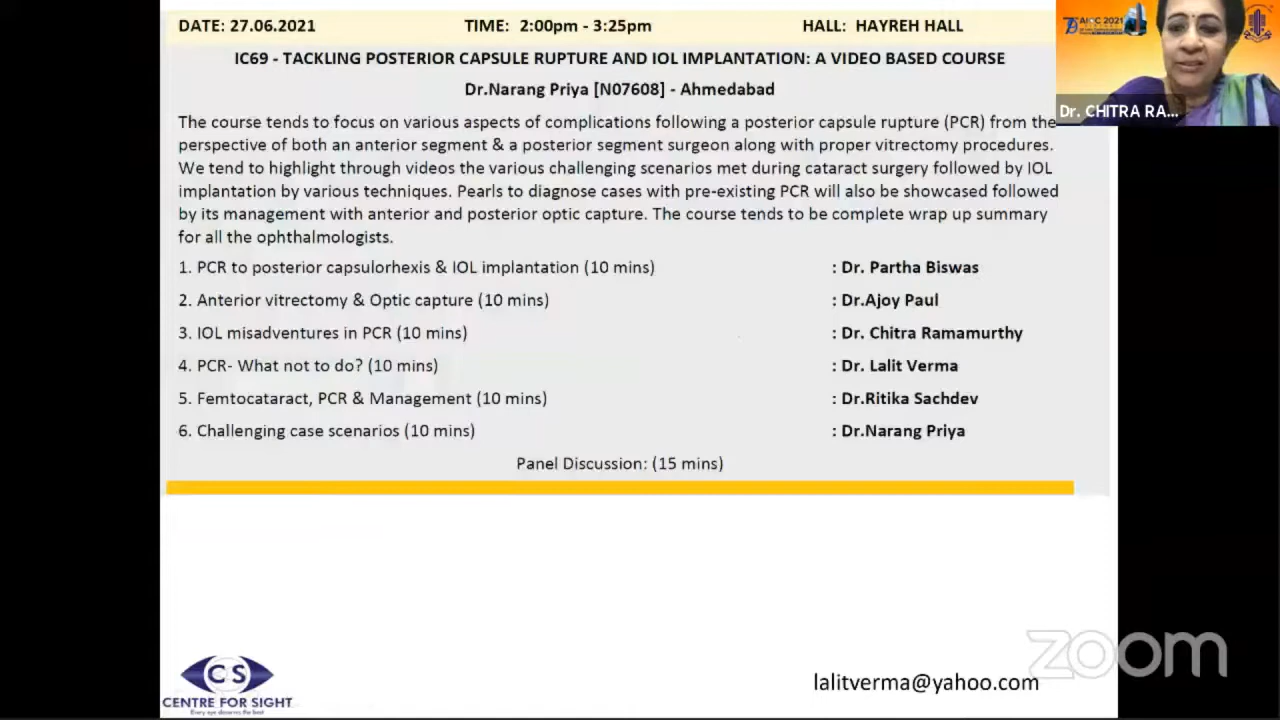 DATE: 27.06.2021 TIME: 2:00pm - 3:25pm HALL: HAYREH HALL
IC69 - TACKLING POSTERIOR CAPSULE RUPTURE AND IOL IMPLANTATION: A VIDEO BASED COURSE
Dr.Narang Priya [N07608] - Ahmedabad
The course tends to focus on various aspects of complications following a posterior capsule rupture (PCR) from the
perspective of both an anterior segment & a posterior segment surgeon along with proper vitrectomy procedures.
We tend to highlight through videos the various challenging scenarios met during cataract surgery followed by IOL
implantation by various techniques. Pearls to diagnose cases with pre-existing PCR will also be showcased followed
by its management with anterior and posterior optic capture. The course tends to be complete wrap up summary
for all the ophthalmologists.
1. PCR to posterior capsulorhexis & IOL implantation (10 mins) : Dr. Partha Biswas
2. Anterior vitrectomy & Optic capture (10 mins) : Dr.Ajoy Paul
3. IOL misadventures in PCR (10 mins) : Dr. Chitra Ramamurthy
4. PCR- What not to do? (10 mins) : Dr. Lalit Verma
5. Femtocataract, PCR & Management (10 mins) : Dr.Ritika Sachdev
6. Challenging case scenarios (10 mins) : Dr.Narang Priya
Panel Discussion: (15 mins)
AIOC 2021
Dr. CHITRA RA...
CS
CENTRE FOR SIGHT
Every eye deserves the best
lalitverma@yahoo.com
zoom